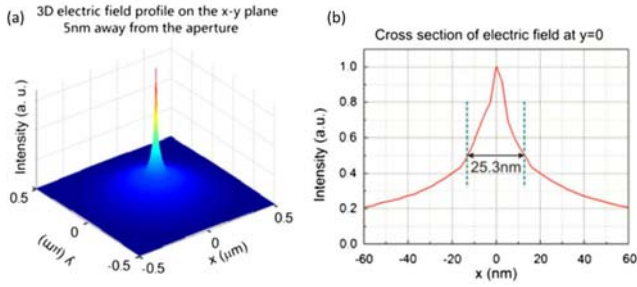 (a)
3D electric field profile on the x-y plane
5nm away from the aperture
Intensity (a. u.)
0.5
0
-0.5
y (μm)
-0.5
0
0.5
x (μm)
(b)
Cross section of electric field at y=0
Intensity (a.u.)
1.0
0.8
0.6
0.4
0.2
0.0
25.3nm
-60 -40 -20 0 20 40 60
x (nm)